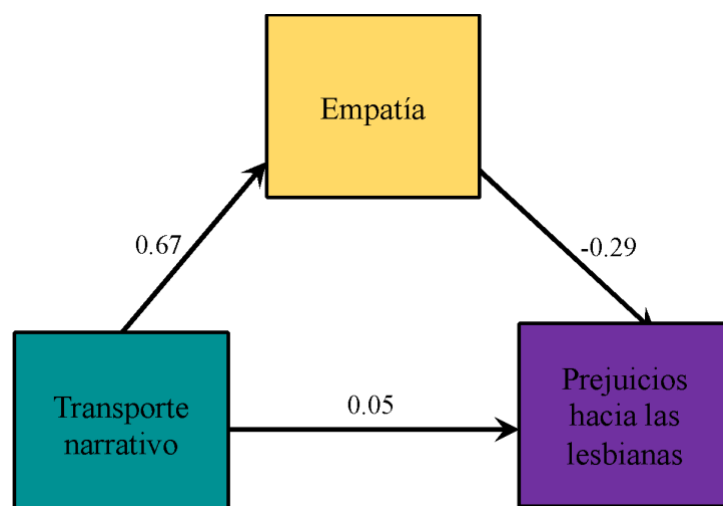 Empatía
0.67
-0.29
Transporte
narrativo
0.05
Prejuicios
hacia las
lesbianas